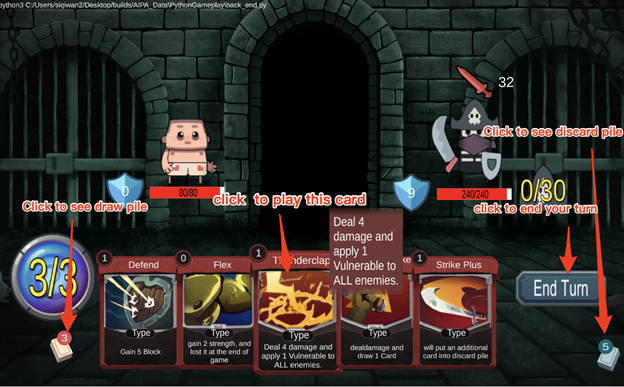 python3 C:/Users/siqiwan2/Desktop/builds/AIPA_Data\PythonGameplay\back_end.py
32
Click to see discard pile
0
80/80
9
240/240
0/30
Click to see draw pile
click to play this card
click to end your turn
Deal 4
damage and
apply 1
Vulnerable to
ALL enemies.
3/3
1
Defend
Type
Gain 5 Block
0
Flex
Type
gain 2 strength, and
lost it at the end of
game
1
Thunderclap
Type
Deal 4 damage and
apply 1 Vulnerable to
ALL enemies.
Type
dealdamage and
draw 1 Card
1
Strike Plus
Type
will put an additional
card into discard pile
End Turn
3
5